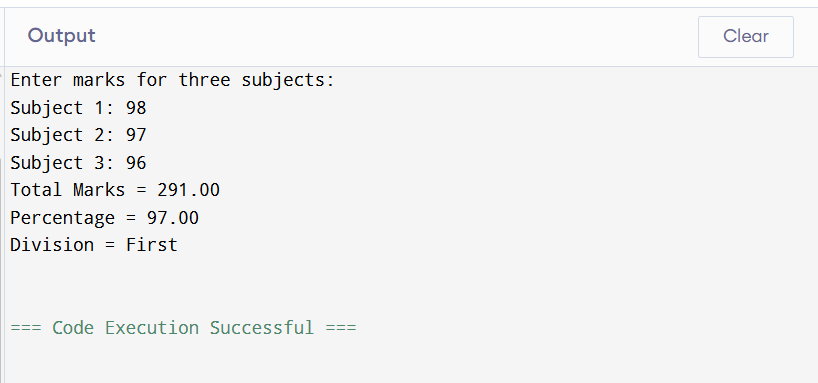 Output
Clear
Enter marks for three subjects:
Subject 1: 98
Subject 2: 97
Subject 3: 96
Total Marks = 291.00
Percentage = 97.00
Division = First
=== Code Execution Successful ===